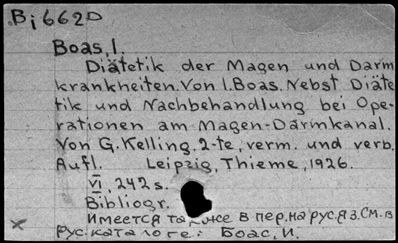 Bi662D
Boas, I.
Diätetik der Magen und Darm
krankheiten. Von I. Boas. Nebst Diäte
tik und Nachbehandlung bei Ope-
rationen am Magen-Darmkanal.
Von G. Kelling. 2-te, verm. und verb.
Aufl. Leipzig, Thieme, 1926.
VI, 242 s.
Bibliogr.
Имеется также в пер. на рус. яз. См. в
рус. каталоге: Боас, И.